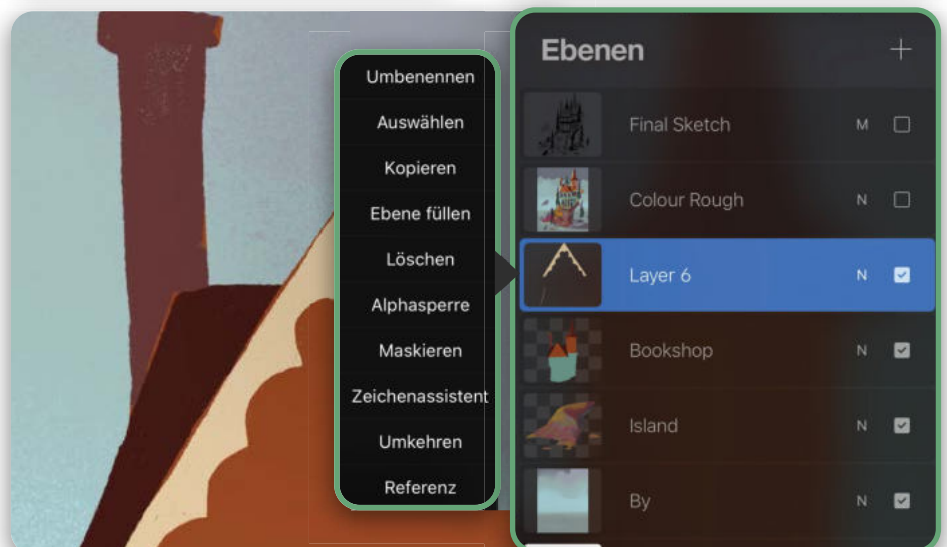 Umbenennen
Auswählen
Kopieren
Ebene füllen
Löschen
Alphasperre
Maskieren
Zeichenassistent
Umkehren
Referenz
Ebenen
Final Sketch M
Colour Rough N
Layer 6 N
Bookshop N
Island N
By N